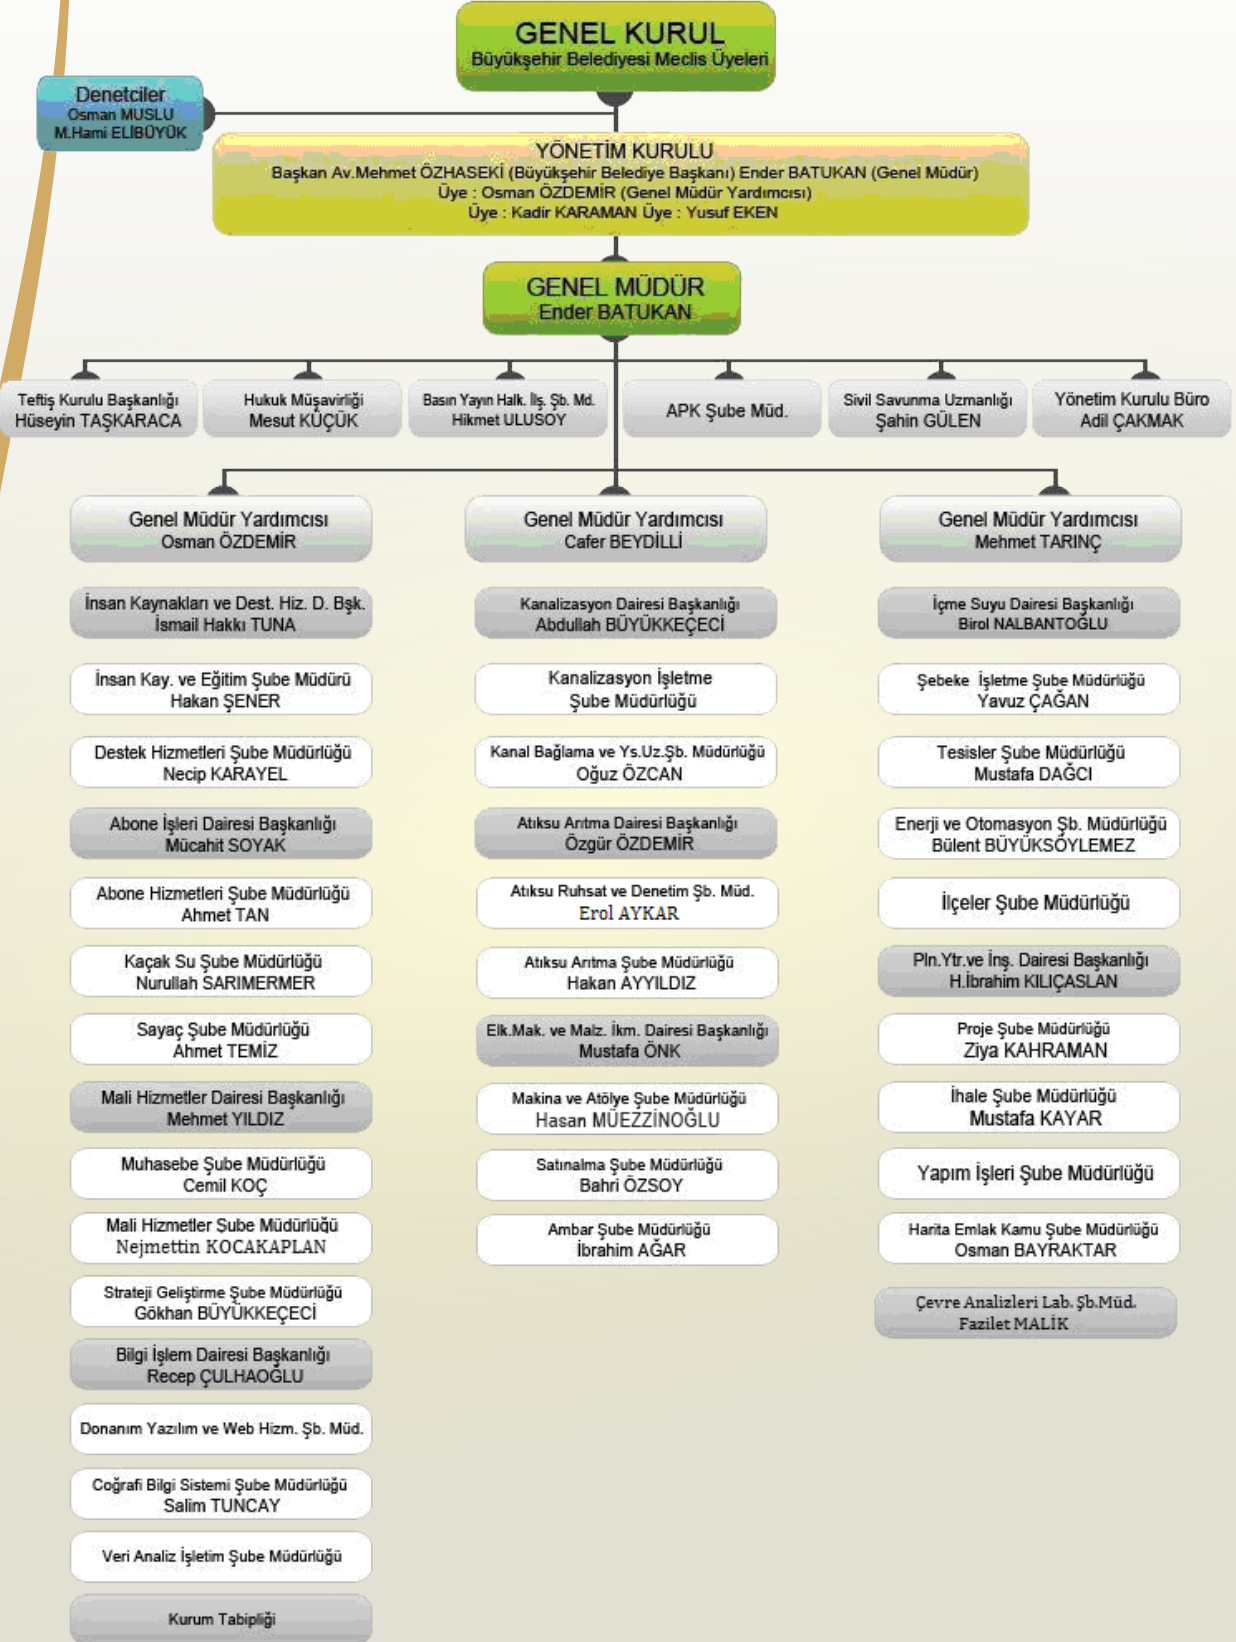 GENEL KURUL
Büyükşehir Belediyesi Meclis Üyeleri
Denetciler
Osman MUSLU
M.Hami ELİBÜYÜK
YÖNETİM KURULU
Başkan Av.Mehmet ÖZHASEKİ (Büyükşehir Belediye Başkanı) Ender BATUKAN (Genel Müdür)
Üye : Osman ÖZDEMİR (Genel Müdür Yardımcısı)
Üye : Kadir KARAMAN Üye : Yusuf EKEN
GENEL MÜDÜR
Ender BATUKAN
Teftiş Kurulu Başkanlığı
Hüseyin TAŞKARACA
Hukuk Müşavirliği
Mesut KÜÇÜK
Basın Yayın Halk. İlş. Şb. Md.
Hikmet ULUSOY
APK Şube Müd.
Sivil Savunma Uzmanlığı
Şahin GÜLEN
Yönetim Kurulu Büro
Adil ÇAKMAK
Genel Müdür Yardımcısı
Osman ÖZDEMİR
İnsan Kaynakları ve Dest. Hiz. D. Bşk.
İsmail Hakkı TUNA
İnsan Kay. ve Eğitim Şube Müdürü
Hakan ŞENER
Destek Hizmetleri Şube Müdürlüğü
Necip KARAYEL
Abone İşleri Dairesi Başkanlığı
Mücahit SOYAK
Abone Hizmetleri Şube Müdürlüğü
Ahmet TAN
Kaçak Su Şube Müdürlüğü
Nurullah SARIMERMER
Sayaç Şube Müdürlüğü
Ahmet TEMİZ
Mali Hizmetler Dairesi Başkanlığı
Mehmet YILDIZ
Muhasebe Şube Müdürlüğü
Cemil KOÇ
Mali Hizmetler Şube Müdürlüğü
Nejmettin KOCAKAPLAN
Strateji Geliştirme Şube Müdürlüğü
Gökhan BÜYÜKKEÇECİ
Bilgi İşlem Dairesi Başkanlığı
Recep ÇULHAOĞLU
Donanım Yazılım ve Web Hizm. Şb. Müd.
Coğrafi Bilgi Sistemi Şube Müdürlüğü
Salim TUNCAY
Veri Analiz İşletim Şube Müdürlüğü
Kurum Tabipliği
Genel Müdür Yardımcısı
Cafer BEYDİLLİ
Kanalizasyon Dairesi Başkanlığı
Abdullah BÜYÜKKEÇECİ
Kanalizasyon İşletme
Şube Müdürlüğü
Kanal Bağlama ve Ys.Uz.Şb. Müdürlüğü
Oğuz ÖZCAN
Atıksu Arıtma Dairesi Başkanlığı
Özgür ÖZDEMİR
Atıksu Ruhsat ve Denetim Şb. Müd.
Erol AYKAR
Atıksu Arıtma Şube Müdürlüğü
Hakan AYYILDIZ
Elk.Mak. ve Malz. İkm. Dairesi Başkanlığı
Mustafa ÖNK
Makina ve Atölye Şube Müdürlüğü
Hasan MÜEZZİNOĞLU
Satınalma Şube Müdürlüğü
Bahri ÖZSOY
Ambar Şube Müdürlüğü
İbrahim AĞAR
Genel Müdür Yardımcısı
Mehmet TARINÇ
İçme Suyu Dairesi Başkanlığı
Birol NALBANTOĞLU
Şebeke İşletme Şube Müdürlüğü
Yavuz ÇAĞAN
Tesisler Şube Müdürlüğü
Mustafa DAĞCI
Enerji ve Otomasyon Şb. Müdürlüğü
Bülent BÜYÜKSÖYLEMEZ
İlçeler Şube Müdürlüğü
Pln.Ytr.ve İnş. Dairesi Başkanlığı
H.İbrahim KILIÇASLAN
Proje Şube Müdürlüğü
Ziya KAHRAMAN
İhale Şube Müdürlüğü
Mustafa KAYAR
Yapım İşleri Şube Müdürlüğü
Harita Emlak Kamu Şube Müdürlüğü
Osman BAYRAKTAR
Çevre Analizleri Lab. Şb.Müd.
Fazilet MALİK